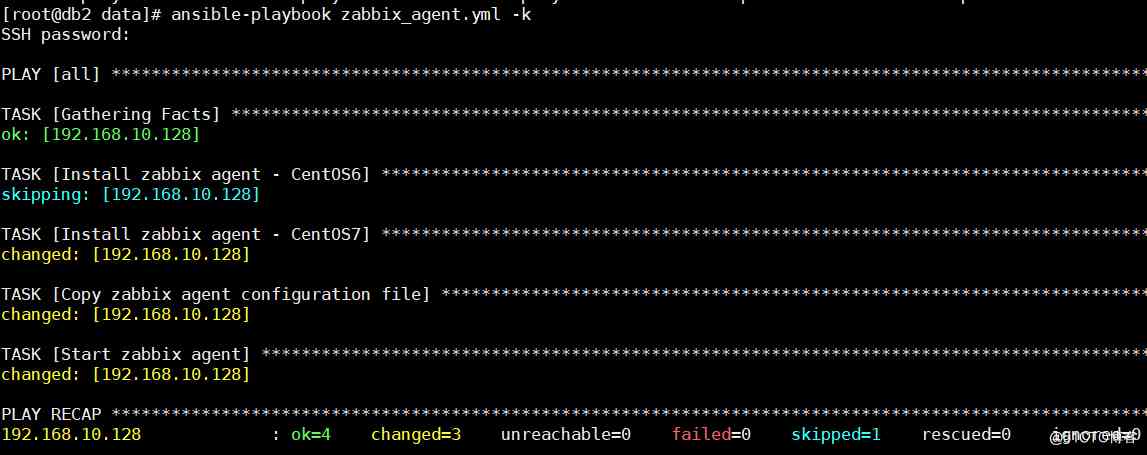 [root@db2 data]# ansible-playbook zabbix_agent.yml -k
SSH password:
PLAY [all] ********************************************************************************************************
TASK [Gathering Facts] ********************************************************************************************
ok: [192.168.10.128]
TASK [Install zabbix agent - CentOS6] *****************************************************************************
skipping: [192.168.10.128]
TASK [Install zabbix agent - CentOS7] *****************************************************************************
changed: [192.168.10.128]
TASK [Copy zabbix agent configuration file] ***********************************************************************
changed: [192.168.10.128]
TASK [Start zabbix agent] *****************************************************************************************
changed: [192.168.10.128]
PLAY RECAP ********************************************************************************************************
192.168.10.128 : ok=4 changed=3 unreachable=0 failed=0 skipped=1 rescued=0 ignored=0
@51CTO博客